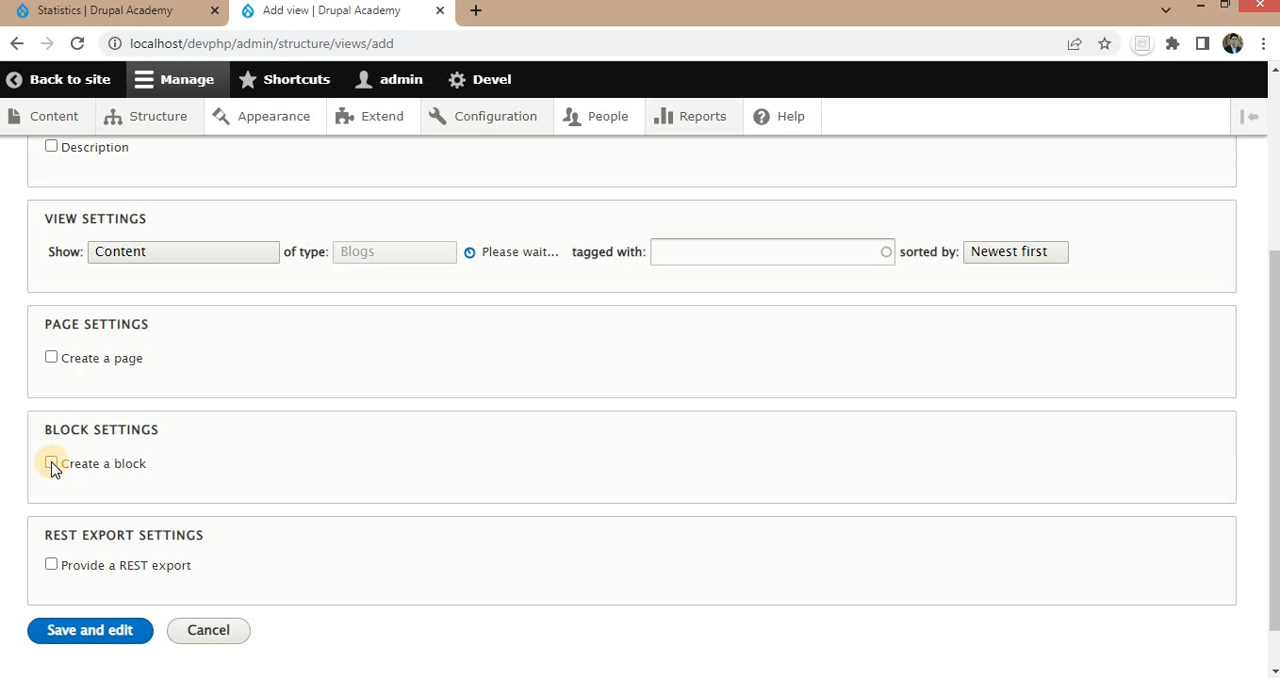 Statistics | Drupal Academy
Add view | Drupal Academy
localhost/devphp/admin/structure/views/add
Back to site Manage Shortcuts admin Devel
Content Structure Appearance Extend Configuration People Reports Help
Description
VIEW SETTINGS
Show: Content of type: Blogs Please wait... tagged with: sorted by: Newest first
PAGE SETTINGS
Create a page
BLOCK SETTINGS
Create a block
REST EXPORT SETTINGS
Provide a REST export
Save and edit Cancel